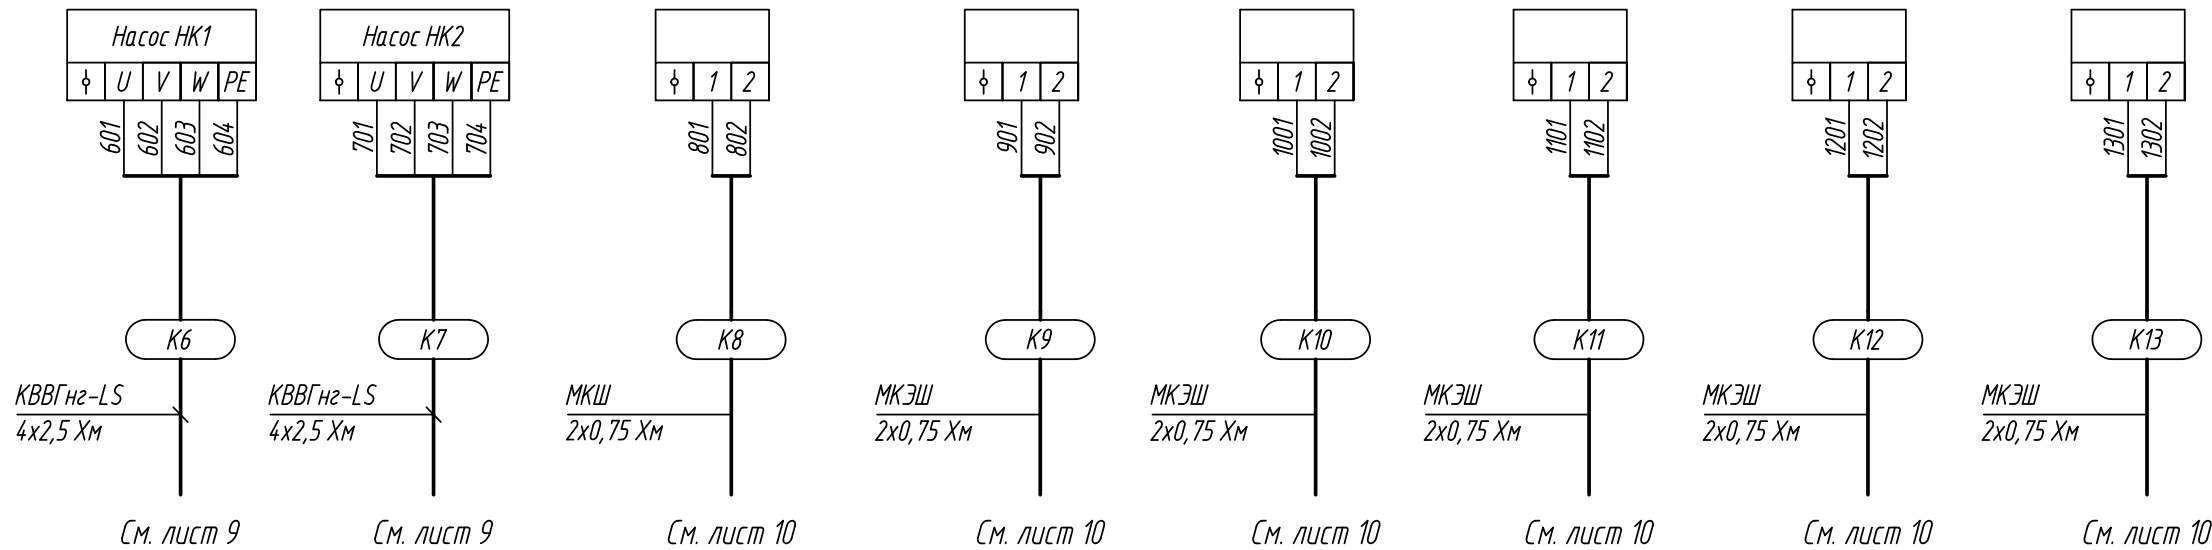 Насос НК1
U V W PE
601 602 603 604
К6
КВВГнг-LS
4х2,5 Хм
См. лист 9
Насос НК2
U V W PE
701 702 703 704
К7
КВВГнг-LS
4х2,5 Хм
См. лист 9
1 2
801 802
К8
МКШ
2х0,75 Хм
См. лист 10
1 2
901 902
К9
МКЭШ
2х0,75 Хм
См. лист 10
1 2
1001 1002
К10
МКЭШ
2х0,75 Хм
См. лист 10
1 2
1101 1102
К11
МКЭШ
2х0,75 Хм
См. лист 10
1 2
1201 1202
К12
МКЭШ
2х0,75 Хм
См. лист 10
1 2
1301 1302
К13
МКЭШ
2х0,75 Хм
См. лист 10